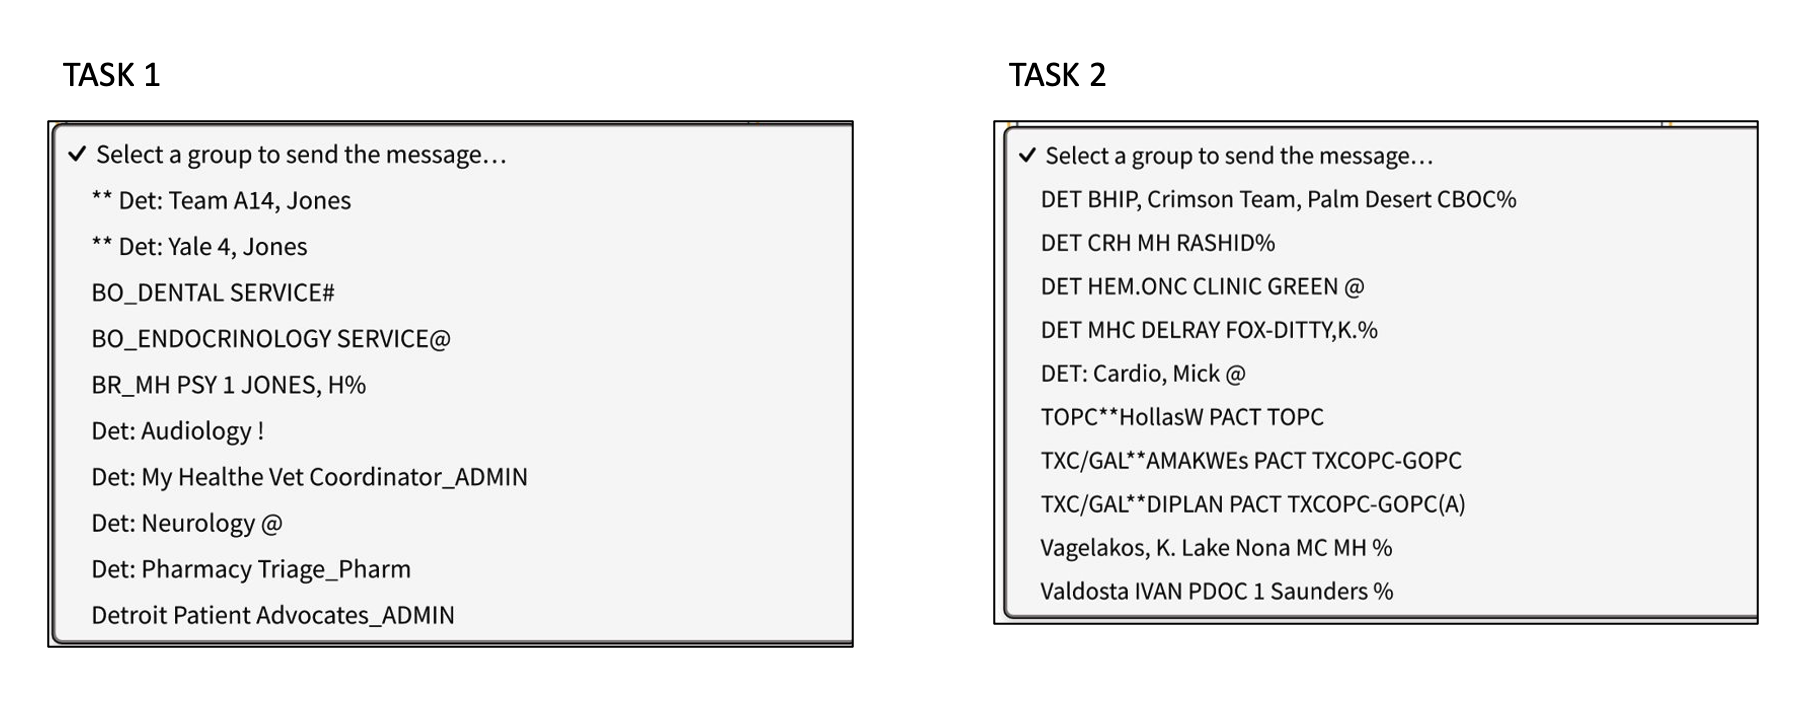 TASK 1
✓ Select a group to send the message...
** Det: Team A14, Jones
** Det: Yale 4, Jones
BO_DENTAL SERVICE#
BO_ENDOCRINOLOGY SERVICE@
BR_MH PSY 1 JONES, H%
Det: Audiology !
Det: My Healthe Vet Coordinator_ADMIN
Det: Neurology @
Det: Pharmacy Triage_Pharm
Detroit Patient Advocates_ADMIN
TASK 2
✓ Select a group to send the message...
DET BHIP, Crimson Team, Palm Desert CBOC%
DET CRH MH RASHID%
DET HEM.ONC CLINIC GREEN @
DET MHC DELRAY FOX-DITTY,K.%
DET: Cardio, Mick @
TOPC**HollasW PACT TOPC
TXC/GAL**AMAKWEs PACT TXCOPC-GOPC
TXC/GAL**DIPLAN PACT TXCOPC-GOPC(A)
Vagelakos, K. Lake Nona MC MH %
Valdosta IVAN PDOC 1 Saunders %